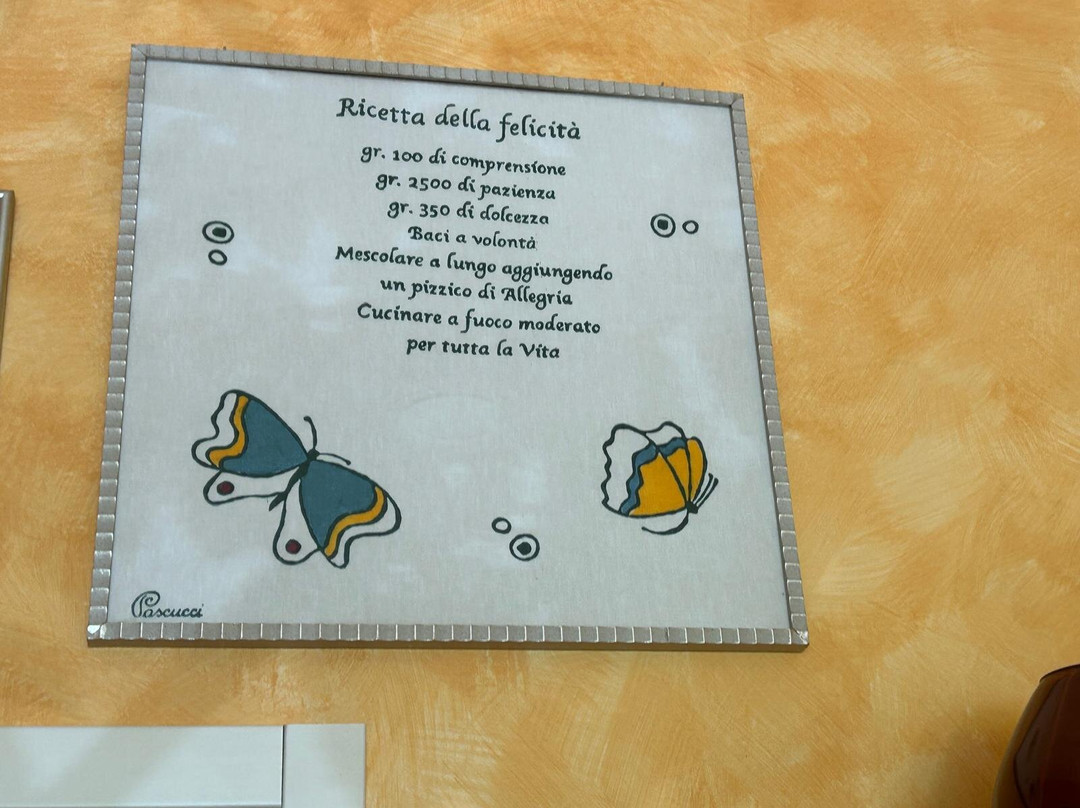 Ricetta della felicità
gr. 100 di comprensione
gr. 2500 di pazienza
gr. 350 di dolcezza
Baci a volontà
Mescolare a lungo aggiungendo
un pizzico di Allegria
Cucinare a fuoco moderato
per tutta la Vita
Pascucci